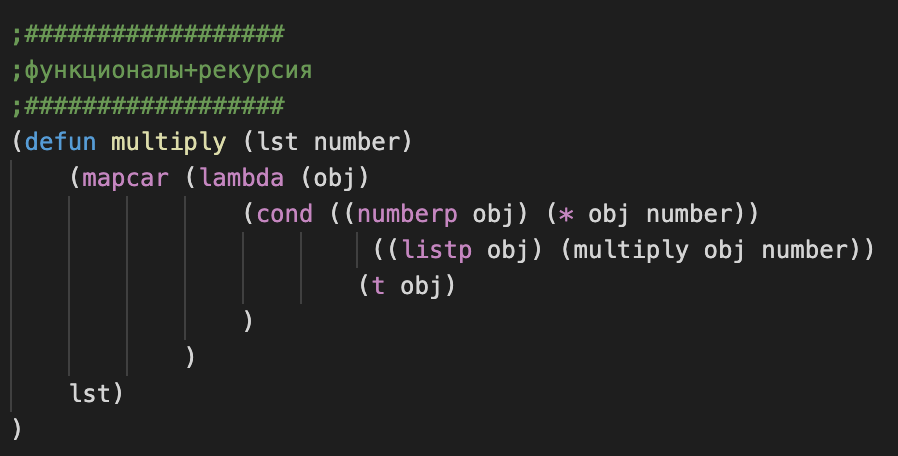 ;##################
;функционалы+рекурсия
;##################
(defun multiply (lst number)
    (mapcar (lambda (obj)
                (cond ((numberp obj) (* obj number))
                         ((listp obj) (multiply obj number))
                        (t obj)
                )
            )
    lst)
)